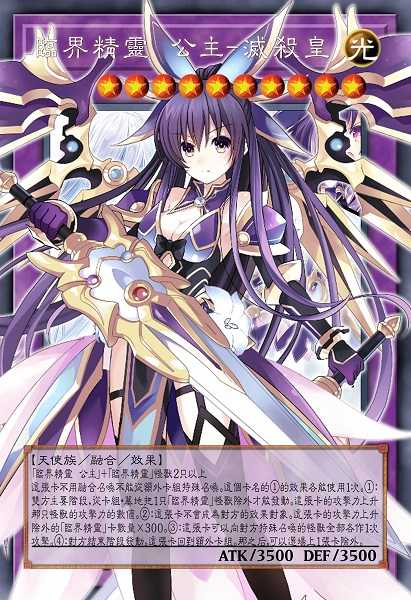 臨界精靈 公主-滅殺皇 光
【天使族／融合／效果】
「臨界精靈 公主」+「臨界精靈」怪獸2只以上
這張卡不用融合召喚不能從額外卡組特殊召喚。這個卡名的①的效果各能使用1次。①:
雙方主要階段，從卡組·墓地把1只「臨界精靈」怪獸除外才能發動。這張卡的攻擊力上升
那只怪獸的攻擊力的數值。②:這張卡不會成為對方的效果對象。這張卡的攻擊力上升
除外的「臨界精靈」卡數量×300。③:這張卡可以向對方特殊召喚的怪獸全部各作1次
攻擊。④:對方結束階段發動。這張卡回到額外卡組。那之后，可以選場上1張卡除外。
ATK/3500 DEF/3500